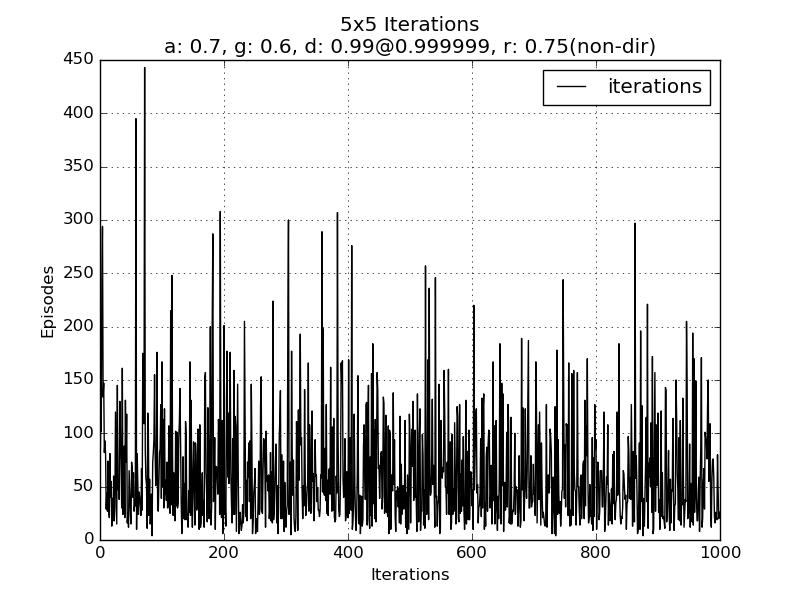 5x5 Iterations
a: 0.7, g: 0.6, d: 0.99@0.999999, r: 0.75(non-dir)
450
400
350
300
250
200
150
100
50
0
Episodes
iterations
0 200 400 600 800 1000
Iterations